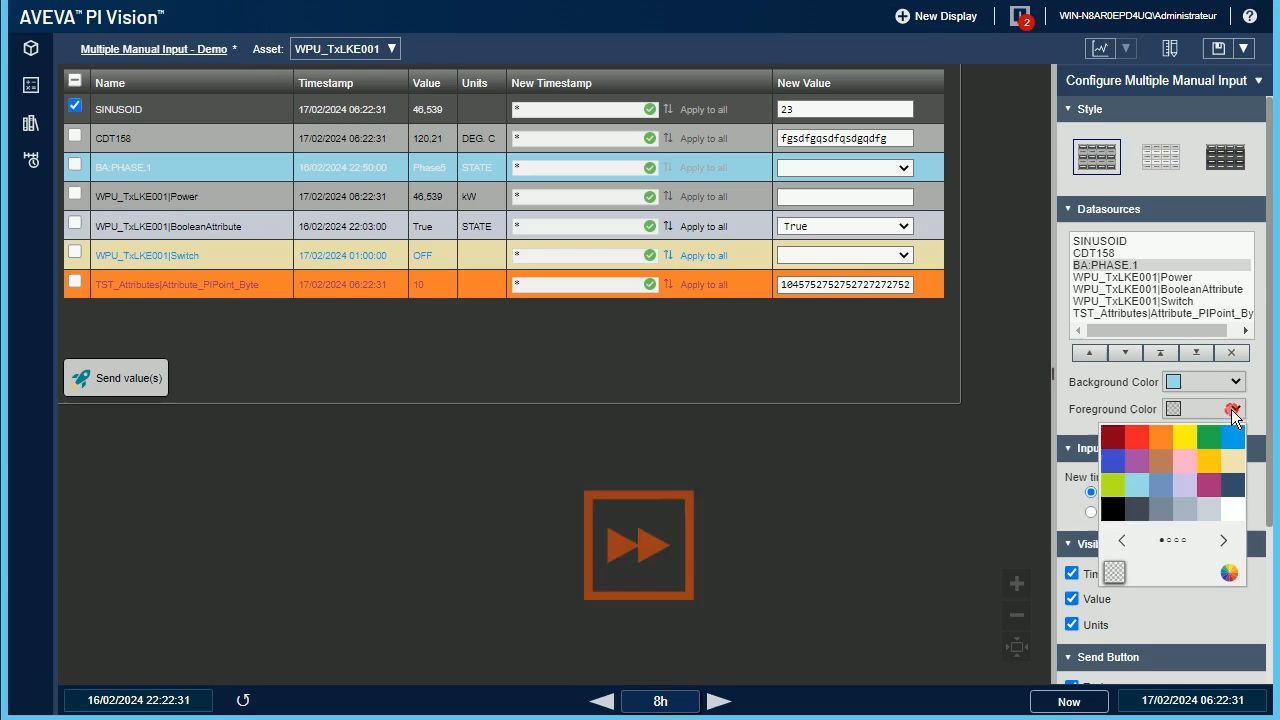 AVEVA™ PI Vision™
New Display
2
WIN-N8AR0EPD4UQ\Administrateur
Multiple Manual Input - Demo *
Asset: WPU_TxLKE001
Name Timestamp Value Units New Timestamp New Value
SINUSOID 17/02/2024 06:22:31 46,539 * Apply to all 23
CDT158 17/02/2024 06:22:31 120,21 DEG. C * Apply to all fgsdfgqsdfqsdgqdfg
BA:PHASE.1 16/02/2024 22:50:00 Phase5 STATE * Apply to all
WPU_TxLKE001|Power 17/02/2024 06:22:31 46,539 kW * Apply to all
WPU_TxLKE001|BooleanAttribute 16/02/2024 22:03:00 True STATE * Apply to all True
WPU_TxLKE001|Switch 17/02/2024 01:00:00 OFF * Apply to all
TST_Attributes|Attribute_PIPoint_Byte 17/02/2024 06:22:31 10 * Apply to all 1045752752752727272752
Send value(s)
Configure Multiple Manual Input
Style
Datasources
SINUSOID
CDT158
BA:PHASE.1
WPU_TxLKE001|Power
WPU_TxLKE001|BooleanAttribute
WPU_TxLKE001|Switch
TST_Attributes|Attribute_PIPoint_By
Background Color
Foreground Color
Inpu
New tim
Visib
Tim
Value
Units
Send Button
16/02/2024 22:22:31
8h
Now
17/02/2024 06:22:31